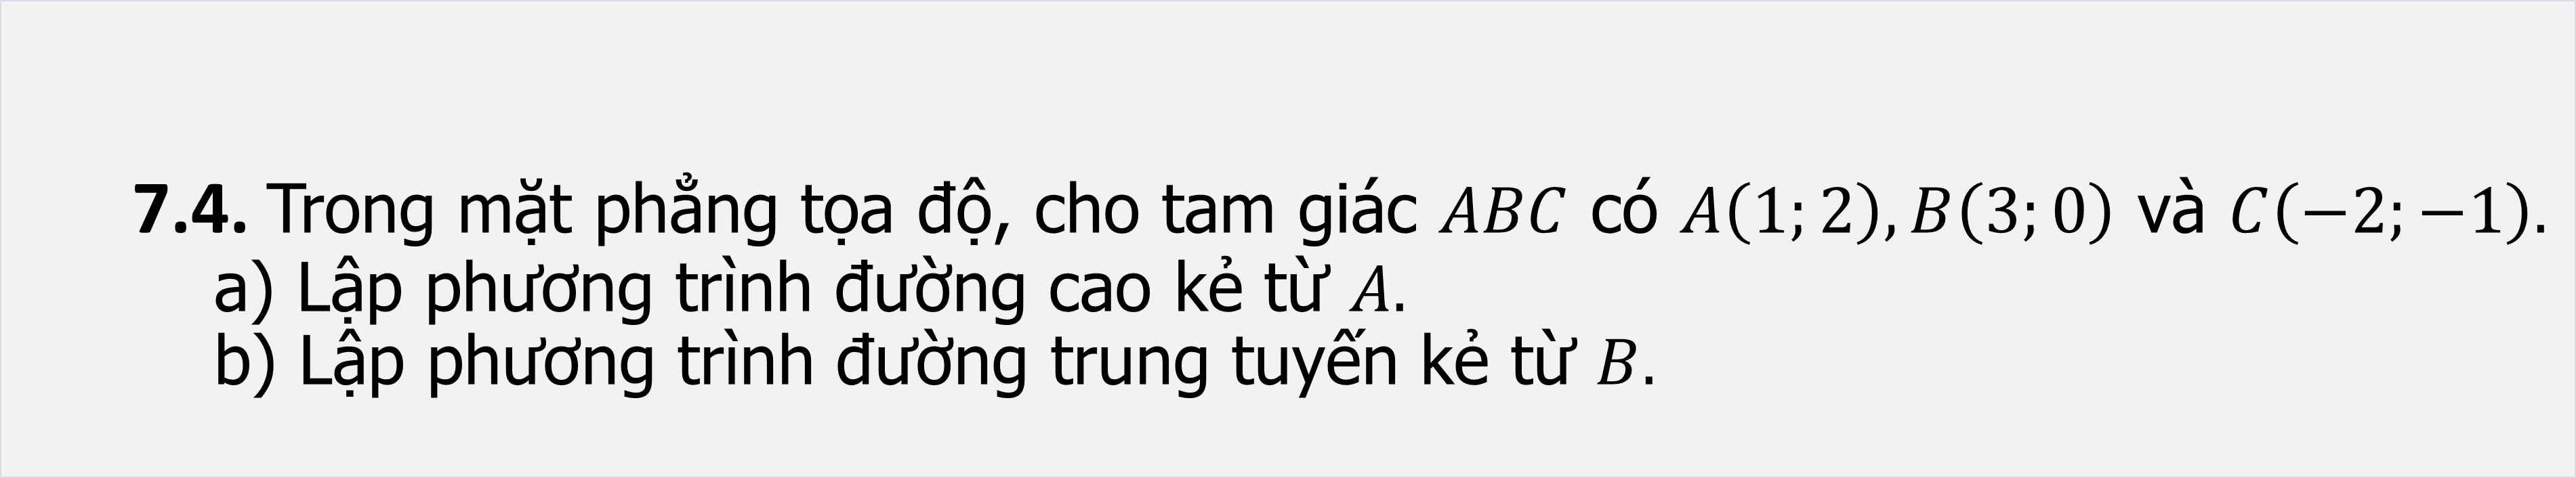 7.4. Trong mặt phẳng tọa độ, cho tam giác ABC có A(1; 2), B(3; 0) và C(−2; −1).
a) Lập phương trình đường cao kẻ từ A.
b) Lập phương trình đường trung tuyến kẻ từ B.